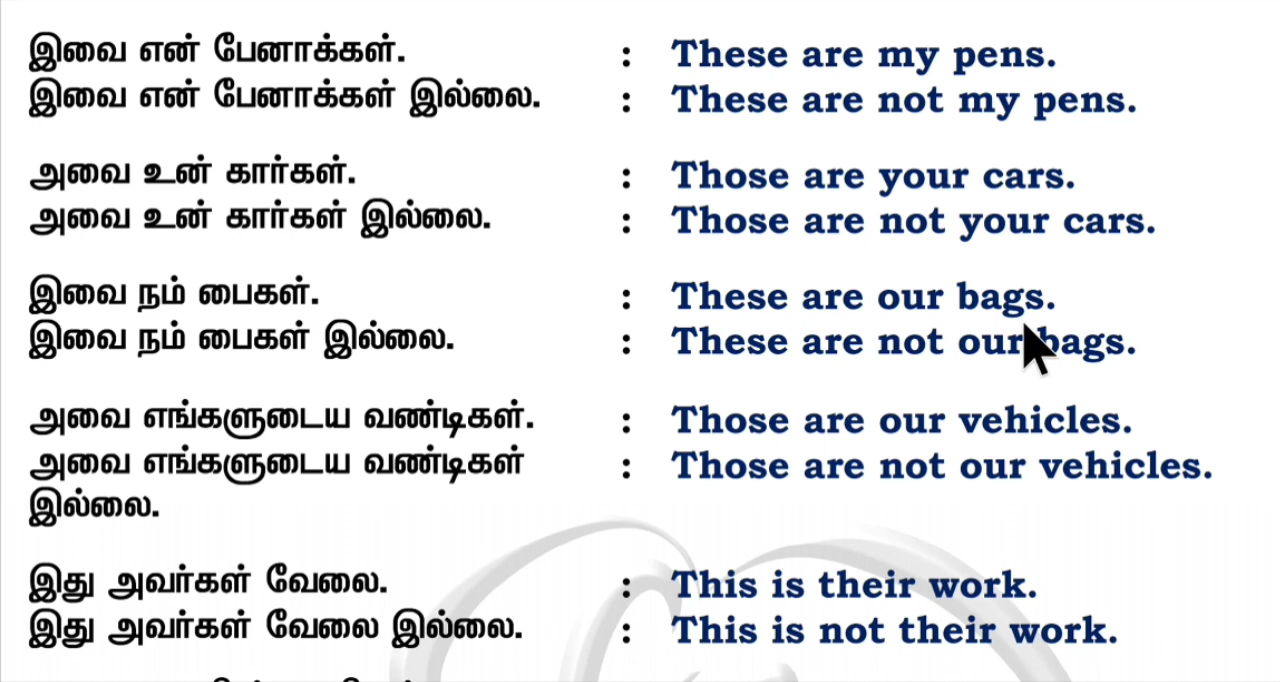 இவை என் பேனாக்கள். : These are my pens.
இவை என் பேனாக்கள் இல்லை. : These are not my pens.
அவை உன் கார்கள். : Those are your cars.
அவை உன் கார்கள் இல்லை. : Those are not your cars.
இவை நம் பைகள். : These are our bags.
இவை நம் பைகள் இல்லை. : These are not our bags.
அவை எங்களுடைய வண்டிகள். : Those are our vehicles.
அவை எங்களுடைய வண்டிகள் : Those are not our vehicles.
இல்லை.
இது அவர்கள் வேலை. : This is their work.
இது அவர்கள் வேலை இல்லை. : This is not their work.